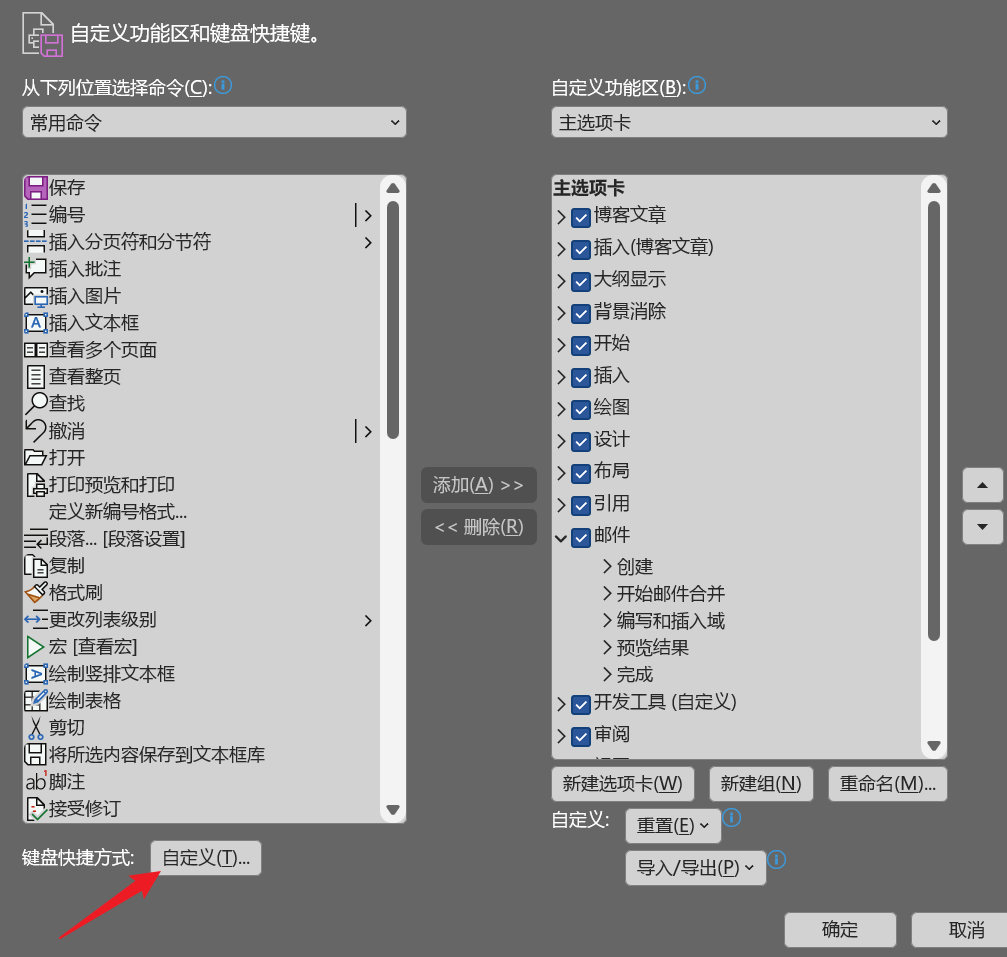 自定义功能区和键盘快捷键。
从下列位置选择命令(C):
常用命令
保存
编号
插入分页符和分节符
插入批注
插入图片
插入文本框
查看多个页面
查看整页
查找
撤消
打开
打印预览和打印
定义新编号格式...
段落... [段落设置]
复制
格式刷
更改列表级别
宏 [查看宏]
绘制竖排文本框
绘制表格
剪切
将所选内容保存到文本框库
脚注
接受修订
键盘快捷方式:
自定义(T)...
添加(A) >>
<< 删除(R)
自定义功能区(B):
主选项卡
主选项卡
博客文章
插入(博客文章)
大纲显示
背景消除
开始
插入
绘图
设计
布局
引用
邮件
创建
开始邮件合并
编写和插入域
预览结果
完成
开发工具 (自定义)
审阅
新建选项卡(W)
新建组(N)
重命名(M)...
自定义:
重置(E)
导入/导出(P)
确定
取消